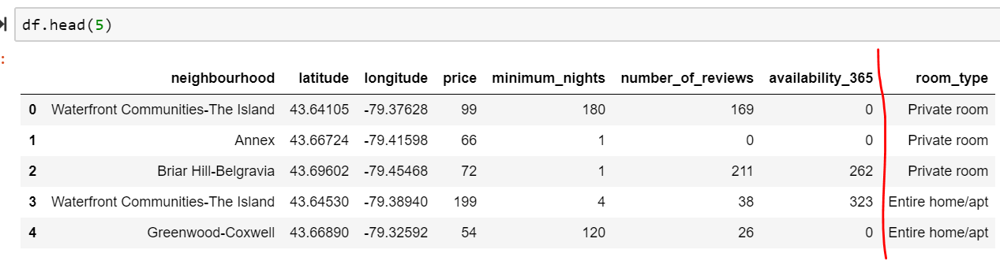 df.head(5)
:
neighbourhood latitude longitude price minimum_nights number_of_reviews availability_365 room_type
0 Waterfront Communities-The Island 43.64105 -79.37628 99 180 169 0 Private room
1 Annex 43.66724 -79.41598 66 1 0 0 Private room
2 Briar Hill-Belgravia 43.69602 -79.45468 72 1 211 262 Private room
3 Waterfront Communities-The Island 43.64530 -79.38940 199 4 38 323 Entire home/apt
4 Greenwood-Coxwell 43.66890 -79.32592 54 120 26 0 Entire home/apt